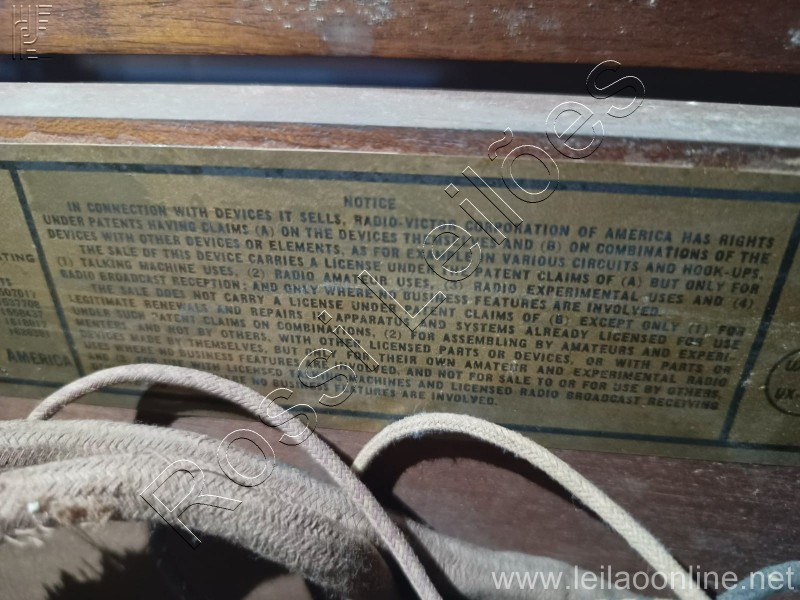 NOTICE
IN CONNECTION WITH DEVICES IT SELLS, RADIO-VICTOR CORPORATION OF AMERICA HAS RIGHTS
UNDER PATENTS HAVING CLAIMS (A) ON THE DEVICES THEMSELVES AND (B) ON COMBINATIONS OF THE
DEVICES WITH OTHER DEVICES OR ELEMENTS, AS FOR EXAMPLE ON VARIOUS CIRCUITS AND HOOK-UPS.
THE SALE OF THIS DEVICE CARRIES A LICENSE UNDER THE PATENT CLAIMS OF (A) BUT ONLY FOR
(1) TALKING MACHINE USES, (2) RADIO AMATEUR USES, (3) RADIO EXPERIMENTAL USES AND (4)
RADIO BROADCAST RECEPTION; AND ONLY WHERE NO BUSINESS FEATURES ARE INVOLVED.
THE SALE DOES NOT CARRY A LICENSE UNDER PATENT CLAIMS OF (B) EXCEPT ONLY (1) FOR
LEGITIMATE RENEWALS AND REPAIRS IN APPARATUS AND SYSTEMS ALREADY LICENSED FOR USE
UNDER SUCH PATENT CLAIMS ON COMBINATIONS, (2) FOR ASSEMBLING BY AMATEURS AND EXPERI-
MENTERS, AND NOT BY OTHERS, WITH OTHER LICENSED PARTS OR DEVICES, OR WITH PARTS OR
DEVICES MADE BY THEMSELVES, BUT ONLY FOR THEIR OWN AMATEUR AND EXPERIMENTAL RADIO
WHERE NO BUSINESS FEATURES ARE INVOLVED, AND NOT FOR SALE TO OR FOR USE BY OTHERS,
AND LICENSED MACHINES AND LICENSED RADIO BROADCAST RECEIVING
NO BUSINESS FEATURES ARE INVOLVED.
AMERICA
UX-
Rossi Leilões
www.leilaoonline.net